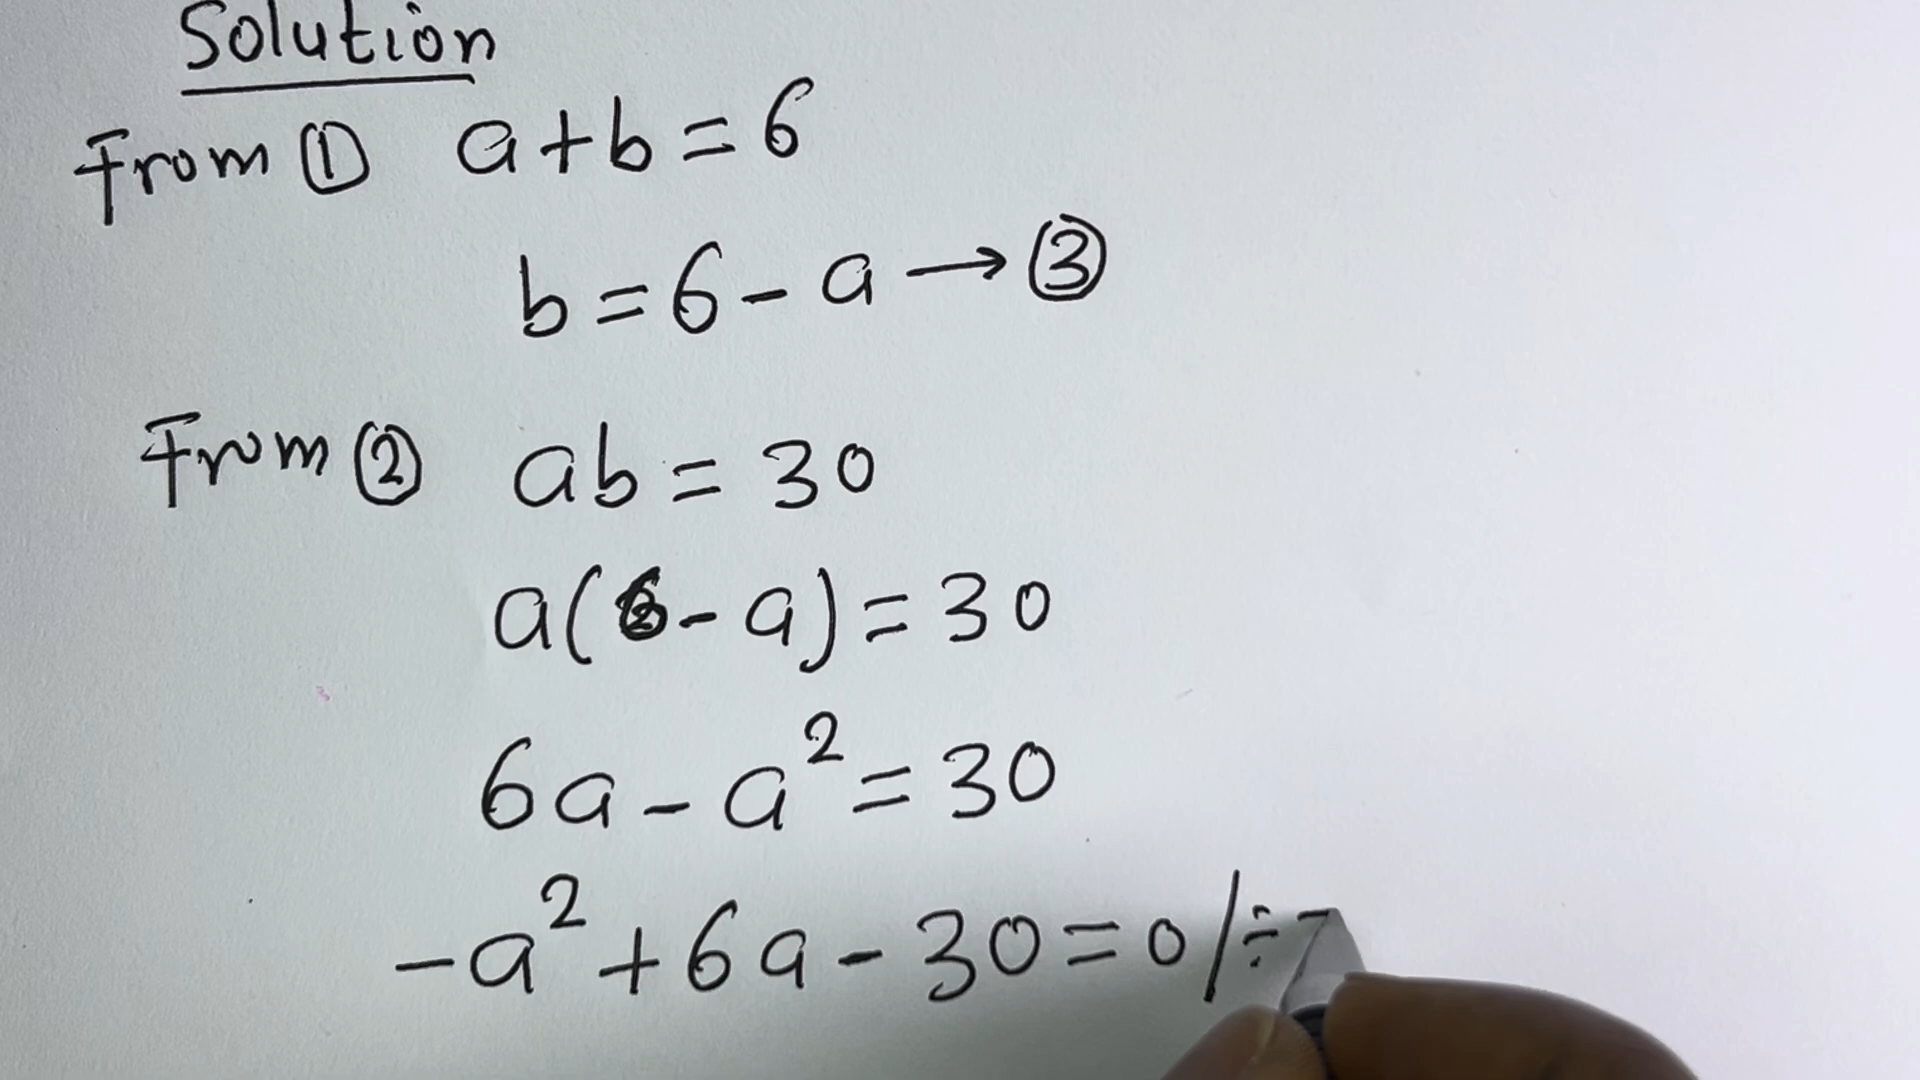 Solution
From ① a+b=6
b=6-a→③
From ② ab=30
a(6-a)=30
6a-a²=30
-a²+6a-30=0/÷-